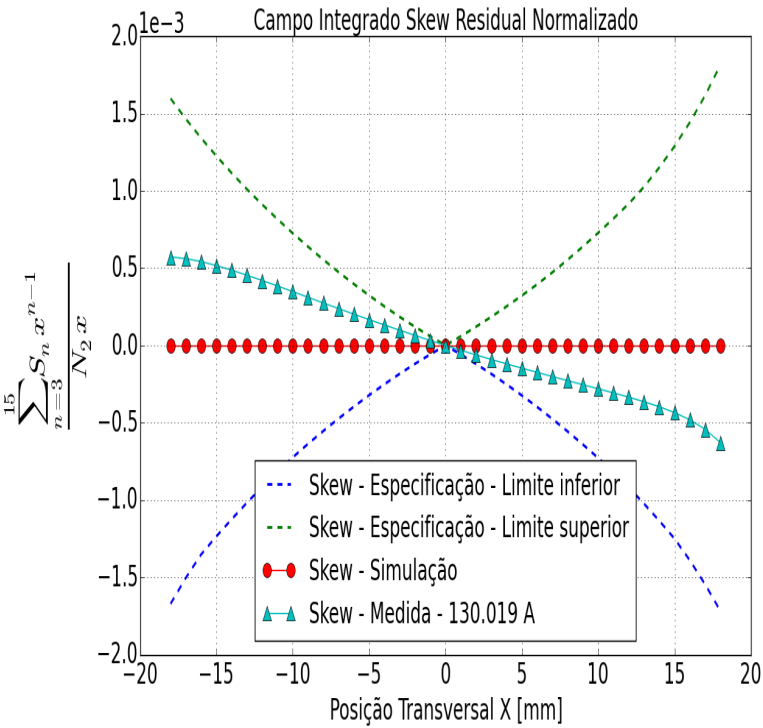 Campo Integrado Skew Residual Normalizado
1e−3
2.0
1.5
1.0
0.5
0.0
−0.5
−1.0
−1.5
−2.0
−20 −15 −10 −5 0 5 10 15 20
Posição Transversal X [mm]
15
∑ S_n x^{n−1}
n=3
N_2 x
Skew - Especificação - Limite inferior
Skew - Especificação - Limite superior
Skew - Simulação
Skew - Medida - 130.019 A